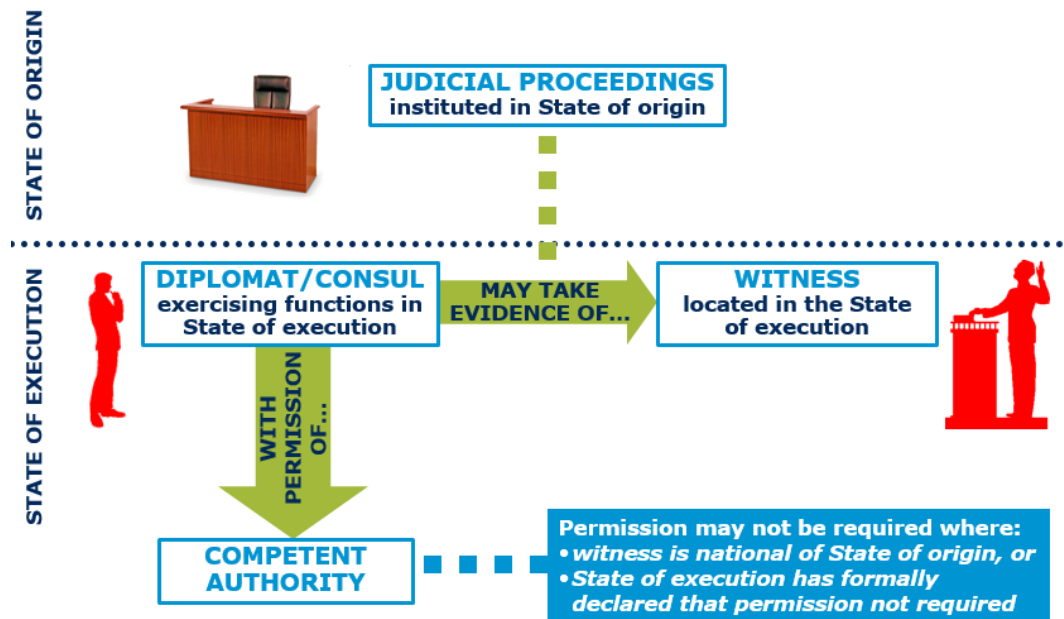 STATE OF ORIGIN
JUDICIAL PROCEEDINGS
instituted in State of origin
STATE OF EXECUTION
DIPLOMAT/CONSUL
exercising functions in
State of execution
MAY TAKE
EVIDENCE OF...
WITNESS
located in the State
of execution
WITH
PERMISSION
OF...
COMPETENT
AUTHORITY
Permission may not be required where:
•witness is national of State of origin, or
•State of execution has formally
declared that permission not required